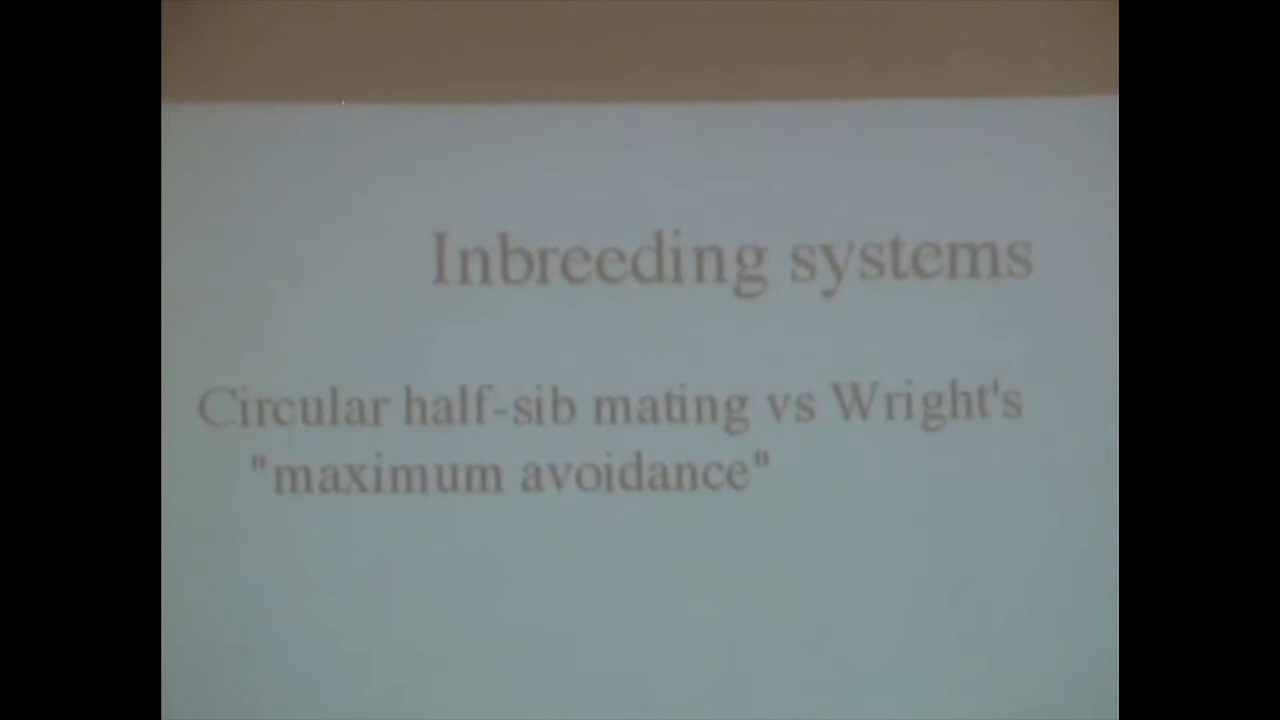 Inbreeding systems
Circular half-sib mating vs Wright's
"maximum avoidance"